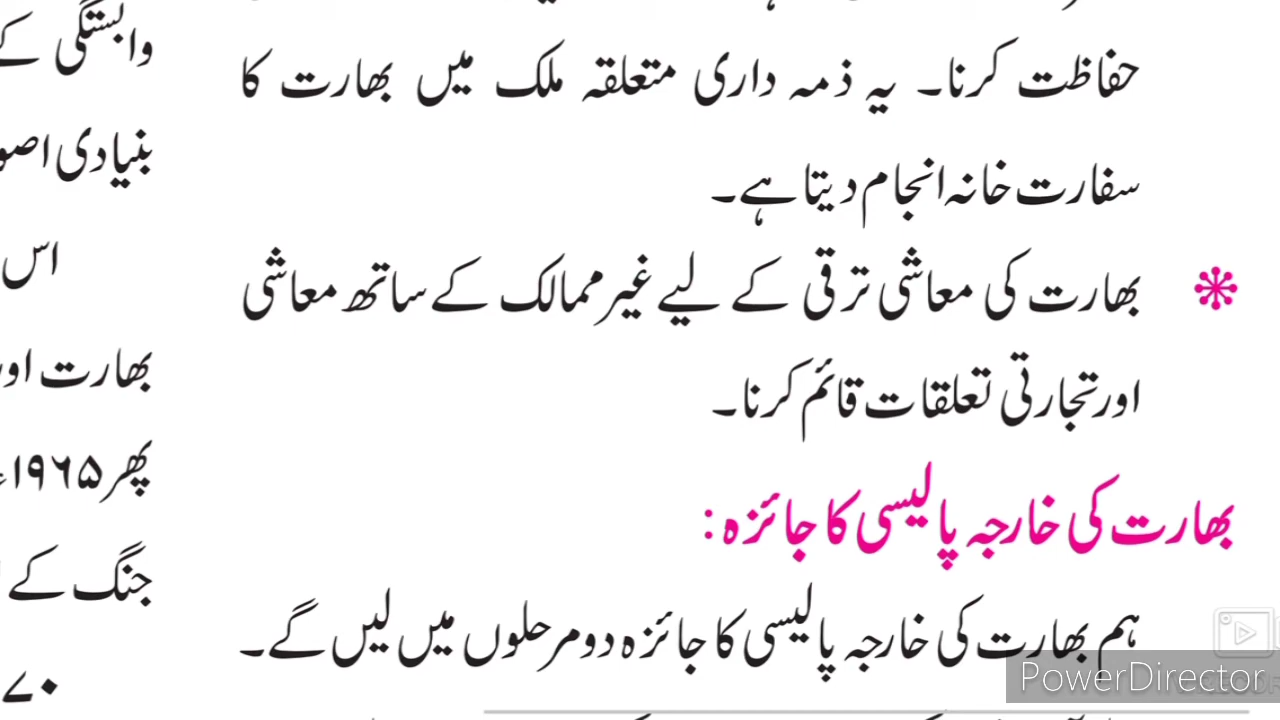 حفاظت کرنا۔ یہ ذمہ داری متعلقہ ملک میں بھارت کا
سفارت خانہ انجام دیتا ہے۔
بھارت کی معاشی ترقی کے لیے غیر ممالک کے ساتھ معاشی
اور تجارتی تعلقات قائم کرنا۔
بھارت کی خارجہ پالیسی کا جائزہ :
ہم بھارت کی خارجہ پالیسی کا جائزہ دو مرحلوں میں لیں گے۔
وابستگی کے
بنیادی
اس
بھارت اور
پھر ۱۹۶۵ء
جنگ کے
۷۰
PowerDirector